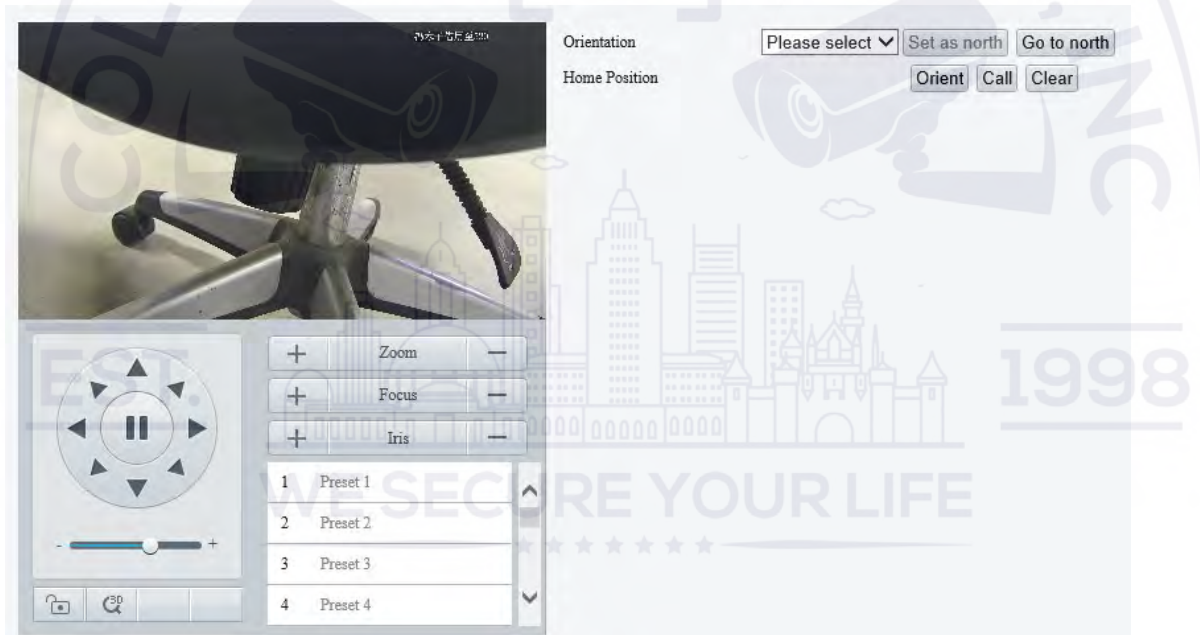 Orientation
Please select
Set as north
Go to north
Home Position
Orient
Call
Clear
+ Zoom −
+ Focus −
+ Iris −
1 Preset 1
2 Preset 2
3 Preset 3
4 Preset 4
- +
3D
EST.
1998
WE SECURE YOUR LIFE